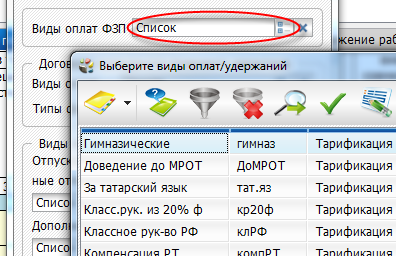 Виды оплат ФЗП Список
жение раб
Выберите виды оплат/удержаний
Догов
Виды о
Типы о
Виды
Отпуск
ные от
Список
Дополн
Список
Гимназические гимназ Тарификация
Доведение до МРОТ ДоМРОТ Тарификация
За татарский язык тат.яз Тарификация
Класс.рук. из 20% ф кр20ф Тарификация
Классное рук-во РФ клРФ Тарификация
Компенсация РТ компРТ Тарификация